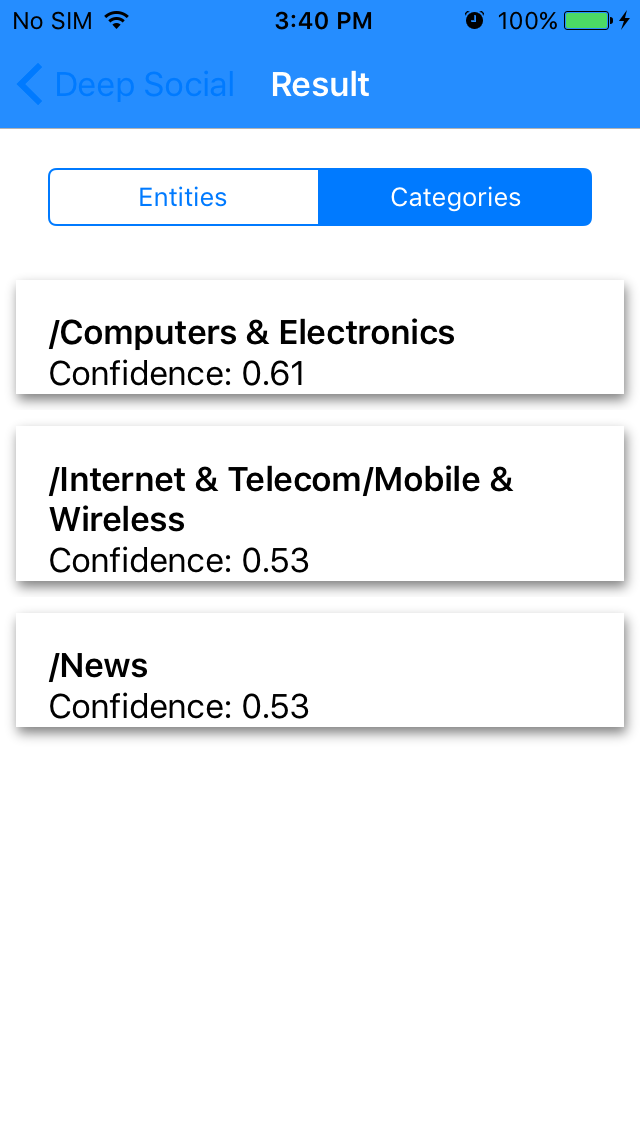 No SIM 3:40 PM 100%
Deep Social Result
Entities Categories
/Computers & Electronics
Confidence: 0.61
/Internet & Telecom/Mobile &
Wireless
Confidence: 0.53
/News
Confidence: 0.53